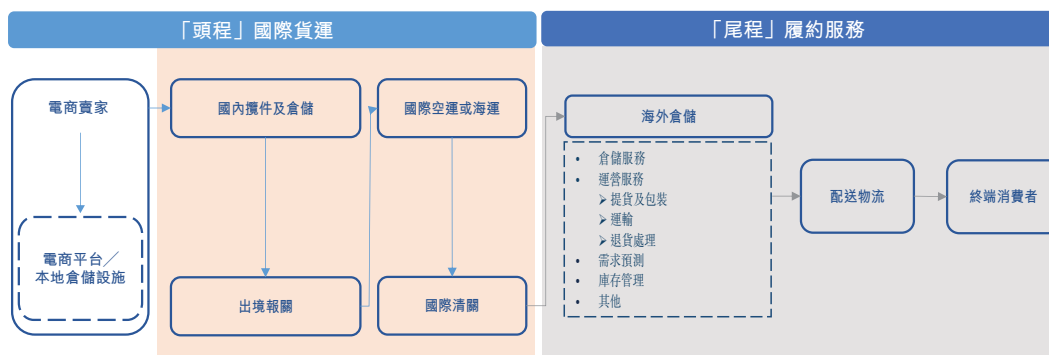 「頭程」國際貨運
「尾程」履約服務
電商賣家
電商平台／
本地倉儲設施
國內攬件及倉儲
出境報關
國際空運或海運
國際清關
海外倉儲
• 倉儲服務
• 運營服務
➢ 提貨及包裝
➢ 運輸
➢ 退貨處理
• 需求預測
• 庫存管理
• 其他
配送物流
終端消費者